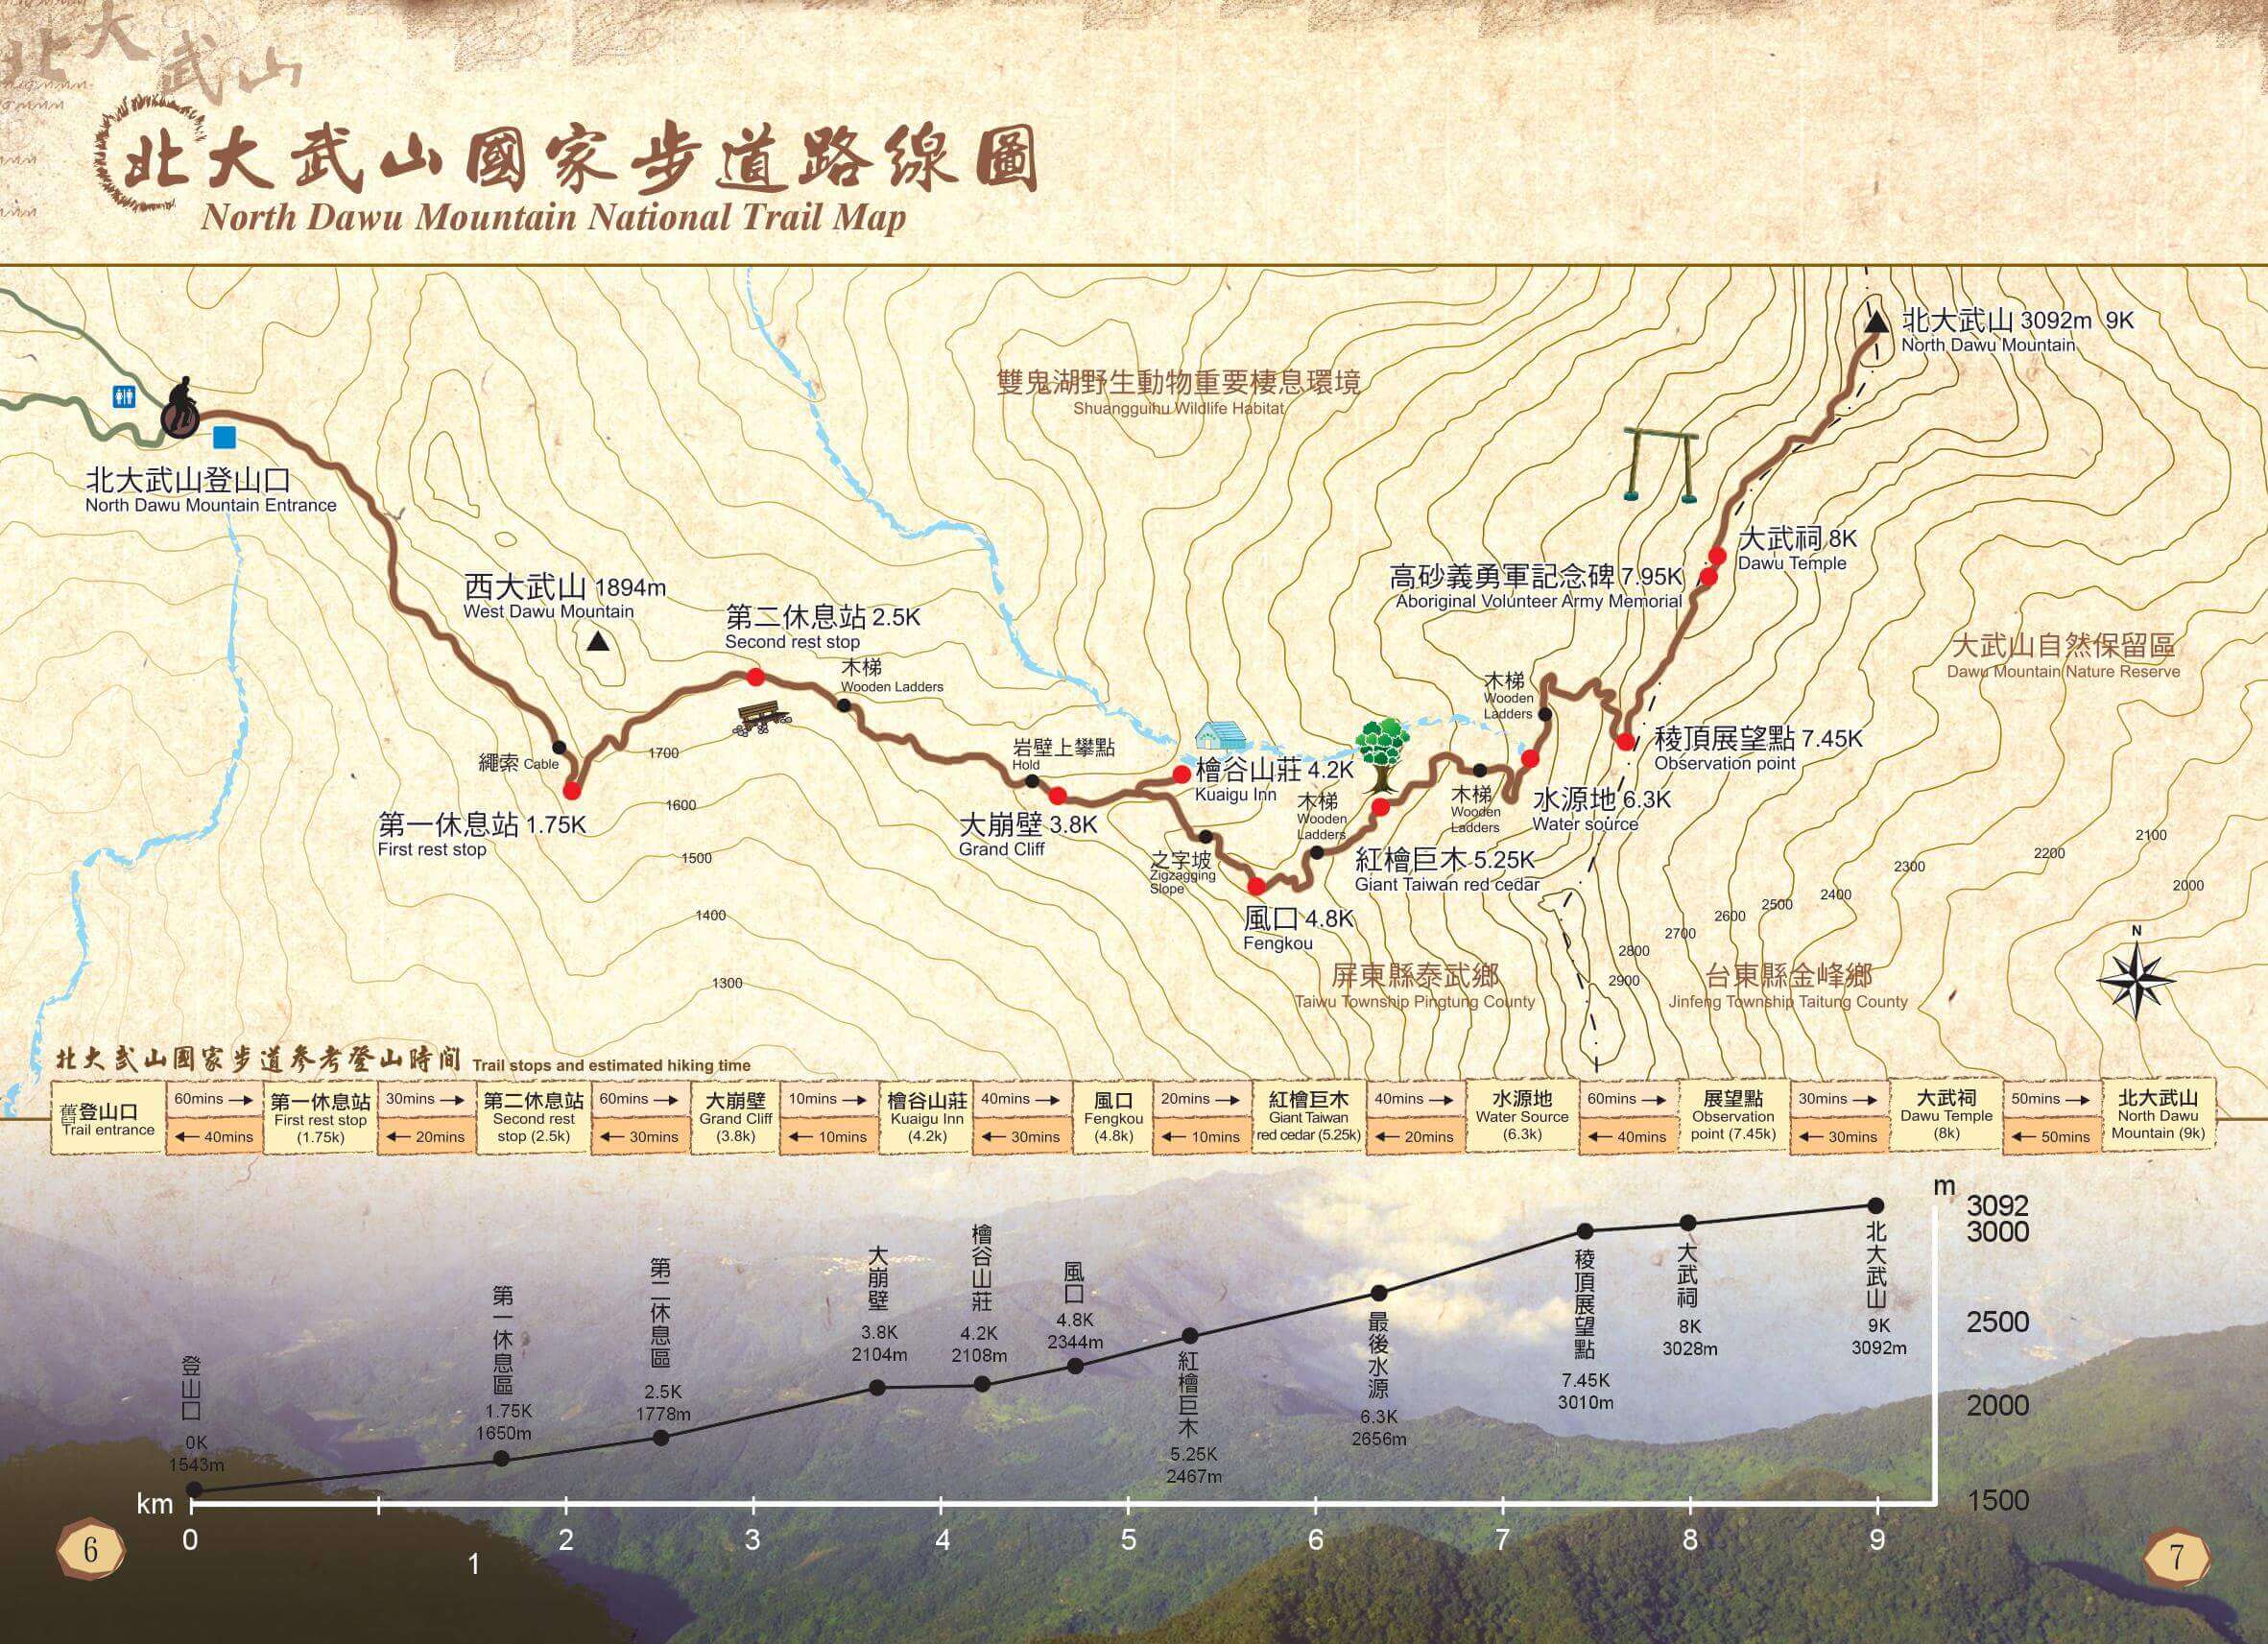 北大武山
北大武山國家步道路線圖
North Dawu Mountain National Trail Map
北大武山 3092m 9K
North Dawu Mountain
雙鬼湖野生動物重要棲息環境
Shuangguihu Wildlife Habitat
北大武山登山口
North Dawu Mountain Entrance
大武祠 8K
Dawu Temple
高砂義勇軍記念碑 7.95K
Aboriginal Volunteer Army Memorial
西大武山 1894m
West Dawu Mountain
第二休息站 2.5K
Second rest stop
木梯
Wooden Ladders
大武山自然保留區
Dawu Mountain Nature Reserve
木梯
Wooden
Ladders
稜頂展望點 7.45K
Observation point
繩索 Cable
1700
岩壁上攀點
Hold
檜谷山莊 4.2K
Kuaigu Inn
木梯
Wooden
Ladders
木梯
Wooden
Ladders
水源地 6.3K
Water source
1600
第一休息站 1.75K
First rest stop
大崩壁 3.8K
Grand Cliff
之字坡
Zigzagging
Slope
紅檜巨木 5.25K
Giant Taiwan red cedar
1500
2100
2200
2300
2000
2400
2500
2600
1400
風口 4.8K
Fengkou
2700
2800
2900
1300
屏東縣泰武鄉
Taiwu Township Pingtung County
台東縣金峰鄉
Jinfeng Township Taitung County
N
北大武山國家步道參考登山時間 Trail stops and estimated hiking time
舊登山口
Trail entrance
60mins
40mins
第一休息站
First rest stop
(1.75k)
30mins
20mins
第二休息站
Second rest
stop (2.5k)
60mins
30mins
大崩壁
Grand Cliff
(3.8k)
10mins
10mins
檜谷山莊
Kuaigu Inn
(4.2k)
40mins
30mins
風口
Fengkou
(4.8k)
20mins
10mins
紅檜巨木
Giant Taiwan
red cedar (5.25k)
40mins
20mins
水源地
Water Source
(6.3k)
60mins
40mins
展望點
Observation
point (7.45k)
30mins
30mins
大武祠
Dawu Temple
(8k)
50mins
50mins
北大武山
North Dawu
Mountain (9k)
登山口
0K
1543m
第一休息區
1.75K
1650m
第二休息區
2.5K
1778m
大崩壁
3.8K
2104m
檜谷山莊
4.2K
2108m
風口
4.8K
2344m
紅檜巨木
5.25K
2467m
最後水源
6.3K
2656m
稜頂展望點
7.45K
3010m
大武祠
8K
3028m
北大武山
9K
3092m
m
3092
3000
2500
2000
1500
km
0
1
2
3
4
5
6
7
8
9
6
7